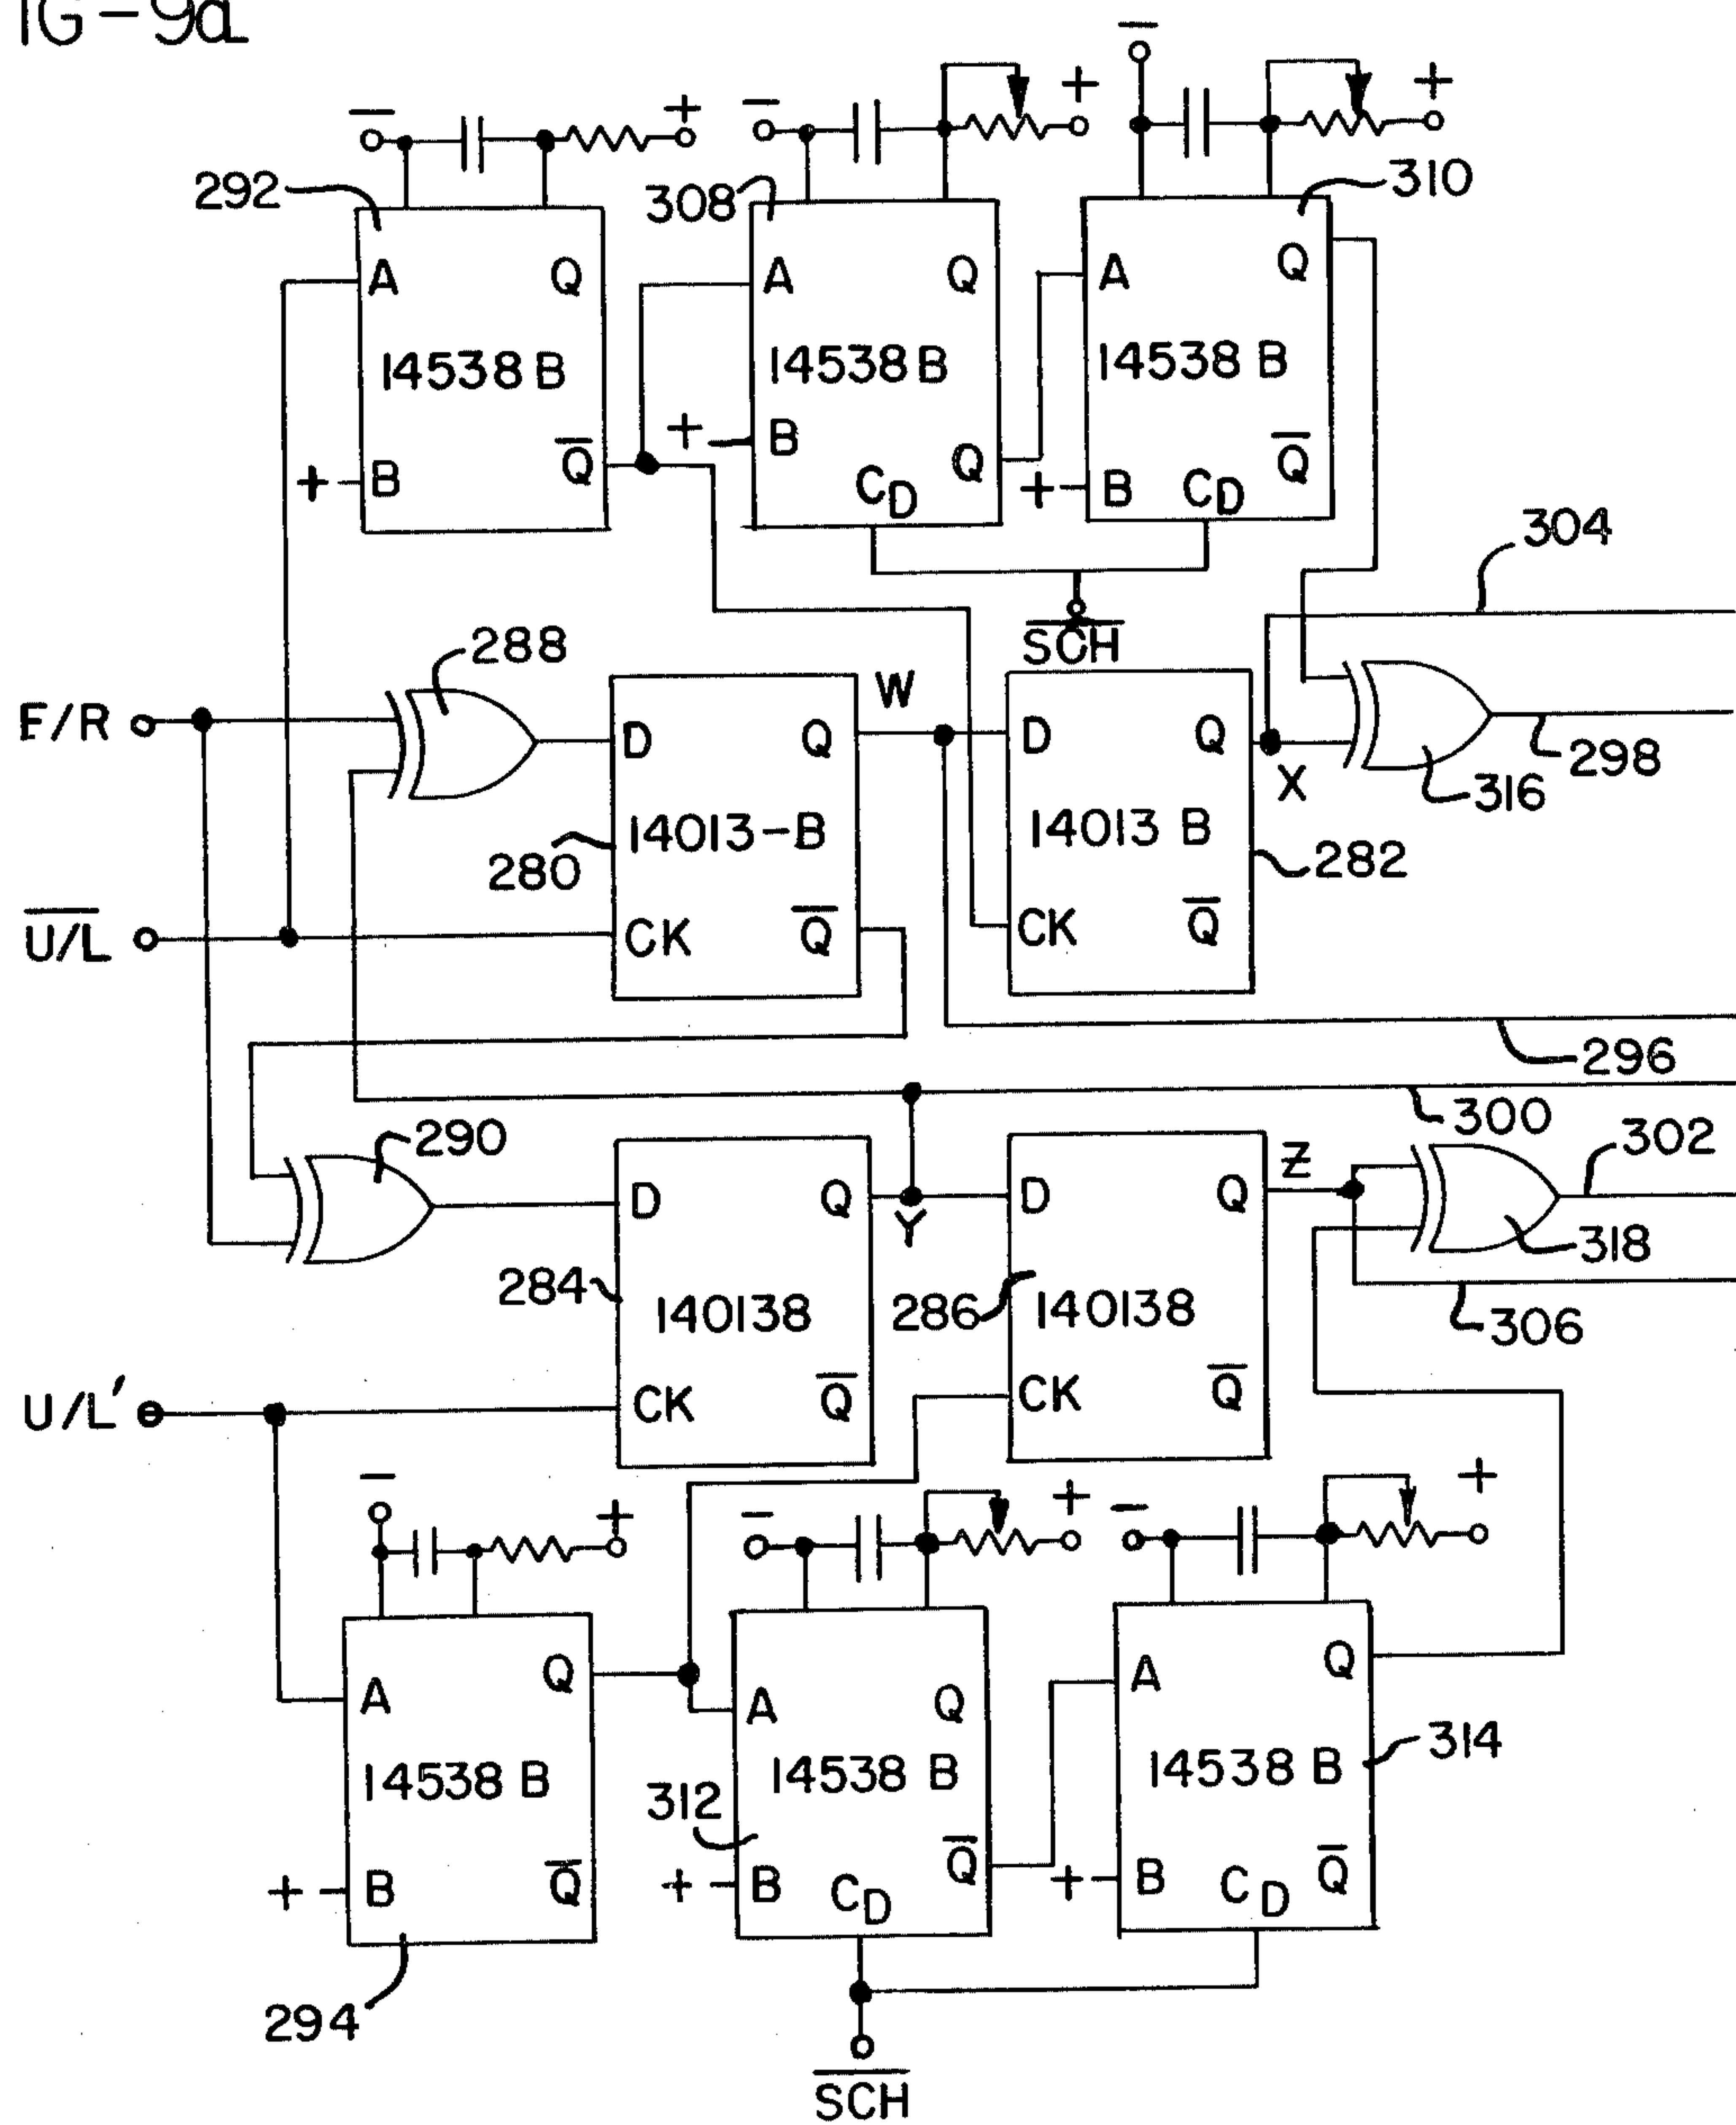 IG-9a
− + − + − +
292 308 310
A Q A Q A Q
14538 B 14538 B 14538 B
+ B Q̅ + B CD Q + B CD Q̅
304
S̅C̅H̅
288
F/R D Q W D Q X
298
316
280 14013-B 14013 B 282
U̅/̅L̅ CK Q̅ CK Q̅
296
300
290 302
D Q Y D Q Z
318
284 140138 286 140138
306
U/L' CK Q̅ CK Q̅
− + − + − +
A Q A Q A Q
14538 B 312 14538 B 14538 B 314
+ B Q̅ + B CD Q̅ + B CD Q̅
294
S̅C̅H̅